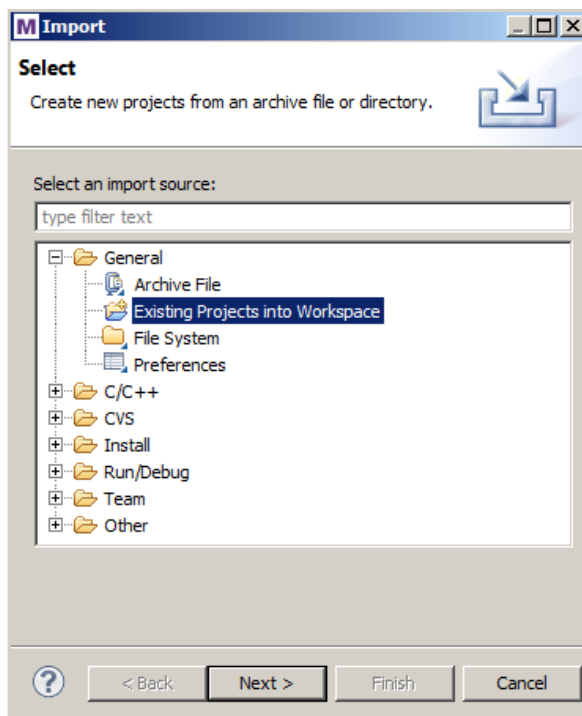 M Import
Select
Create new projects from an archive file or directory.
Select an import source:
type filter text
General
Archive File
Existing Projects into Workspace
File System
Preferences
C/C++
CVS
Install
Run/Debug
Team
Other
? < Back Next > Finish Cancel